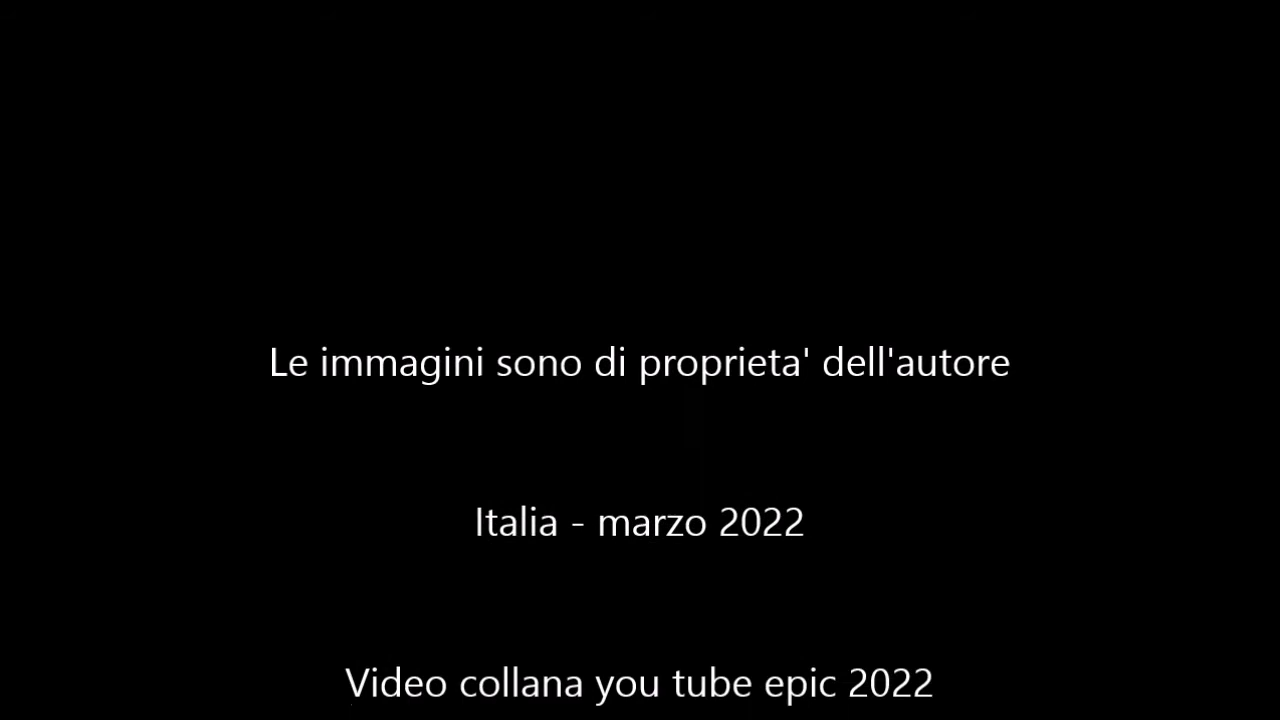 Le immagini sono di proprieta' dell'autore
Italia - marzo 2022
Video collana you tube epic 2022